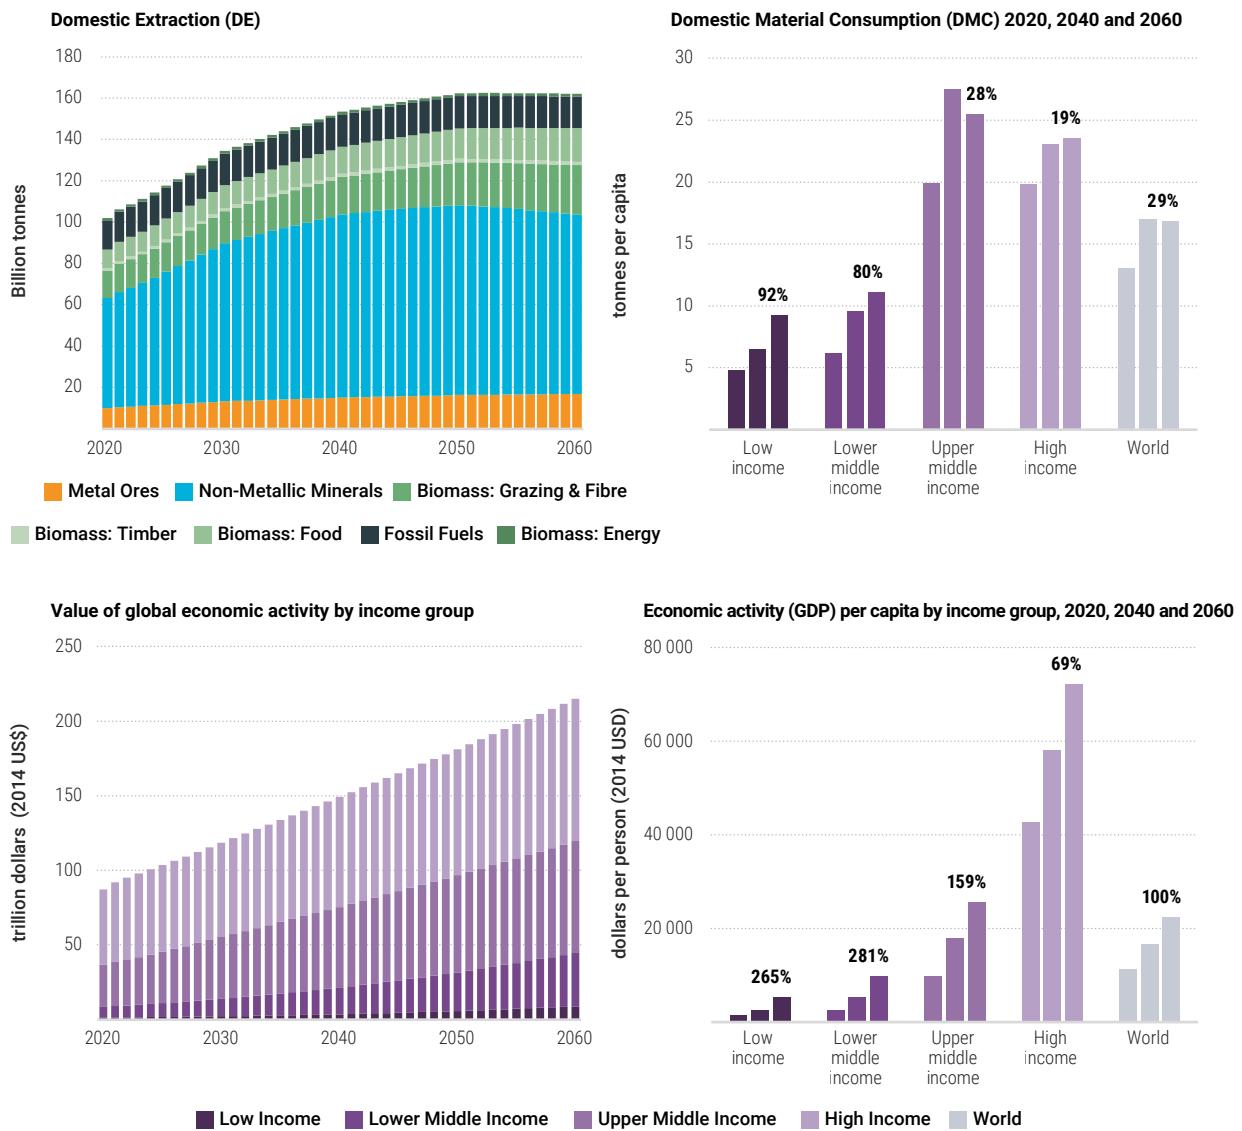 Domestic Extraction (DE)
180
160
140
120
100
80
60
40
20
Billion tonnes
2020
2030
2040
2050
2060
Metal Ores
Non-Metallic Minerals
Biomass: Grazing & Fibre
Biomass: Timber
Biomass: Food
Fossil Fuels
Biomass: Energy
Domestic Material Consumption (DMC) 2020, 2040 and 2060
30
25
20
15
10
5
tonnes per capita
92%
80%
28%
19%
29%
Low
income
Lower
middle
income
Upper
middle
income
High
income
World
Value of global economic activity by income group
250
200
150
100
50
trillion dollars (2014 US$)
2020
2030
2040
2050
2060
Economic activity (GDP) per capita by income group, 2020, 2040 and 2060
80 000
60 000
40 000
20 000
dollars per person (2014 USD)
265%
281%
159%
69%
100%
Low
income
Lower
middle
income
Upper
middle
income
High
income
World
Low Income
Lower Middle Income
Upper Middle Income
High Income
World